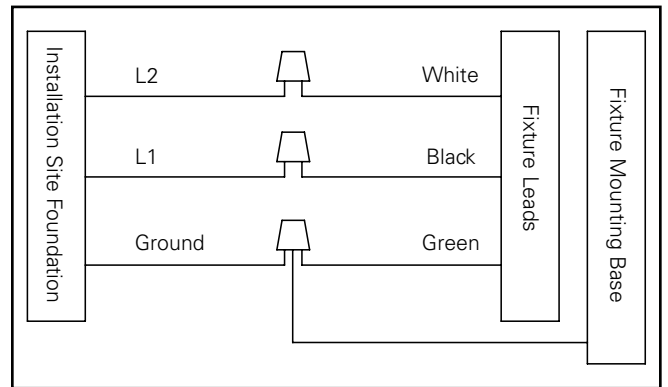 Installation Site Foundation
L2
White
L1
Black
Ground
Green
Fixture Leads
Fixture Mounting Base